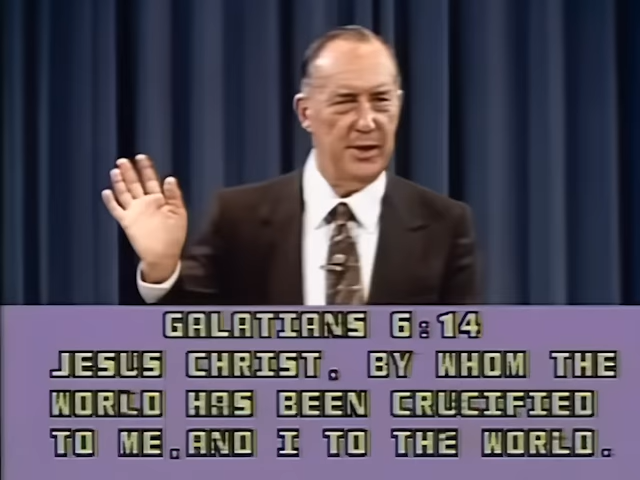 GALATIANS 6:14
JESUS CHRIST. BY WHOM THE
WORLD HAS BEEN CRUCIFIED
TO ME.AND I TO THE WORLD.